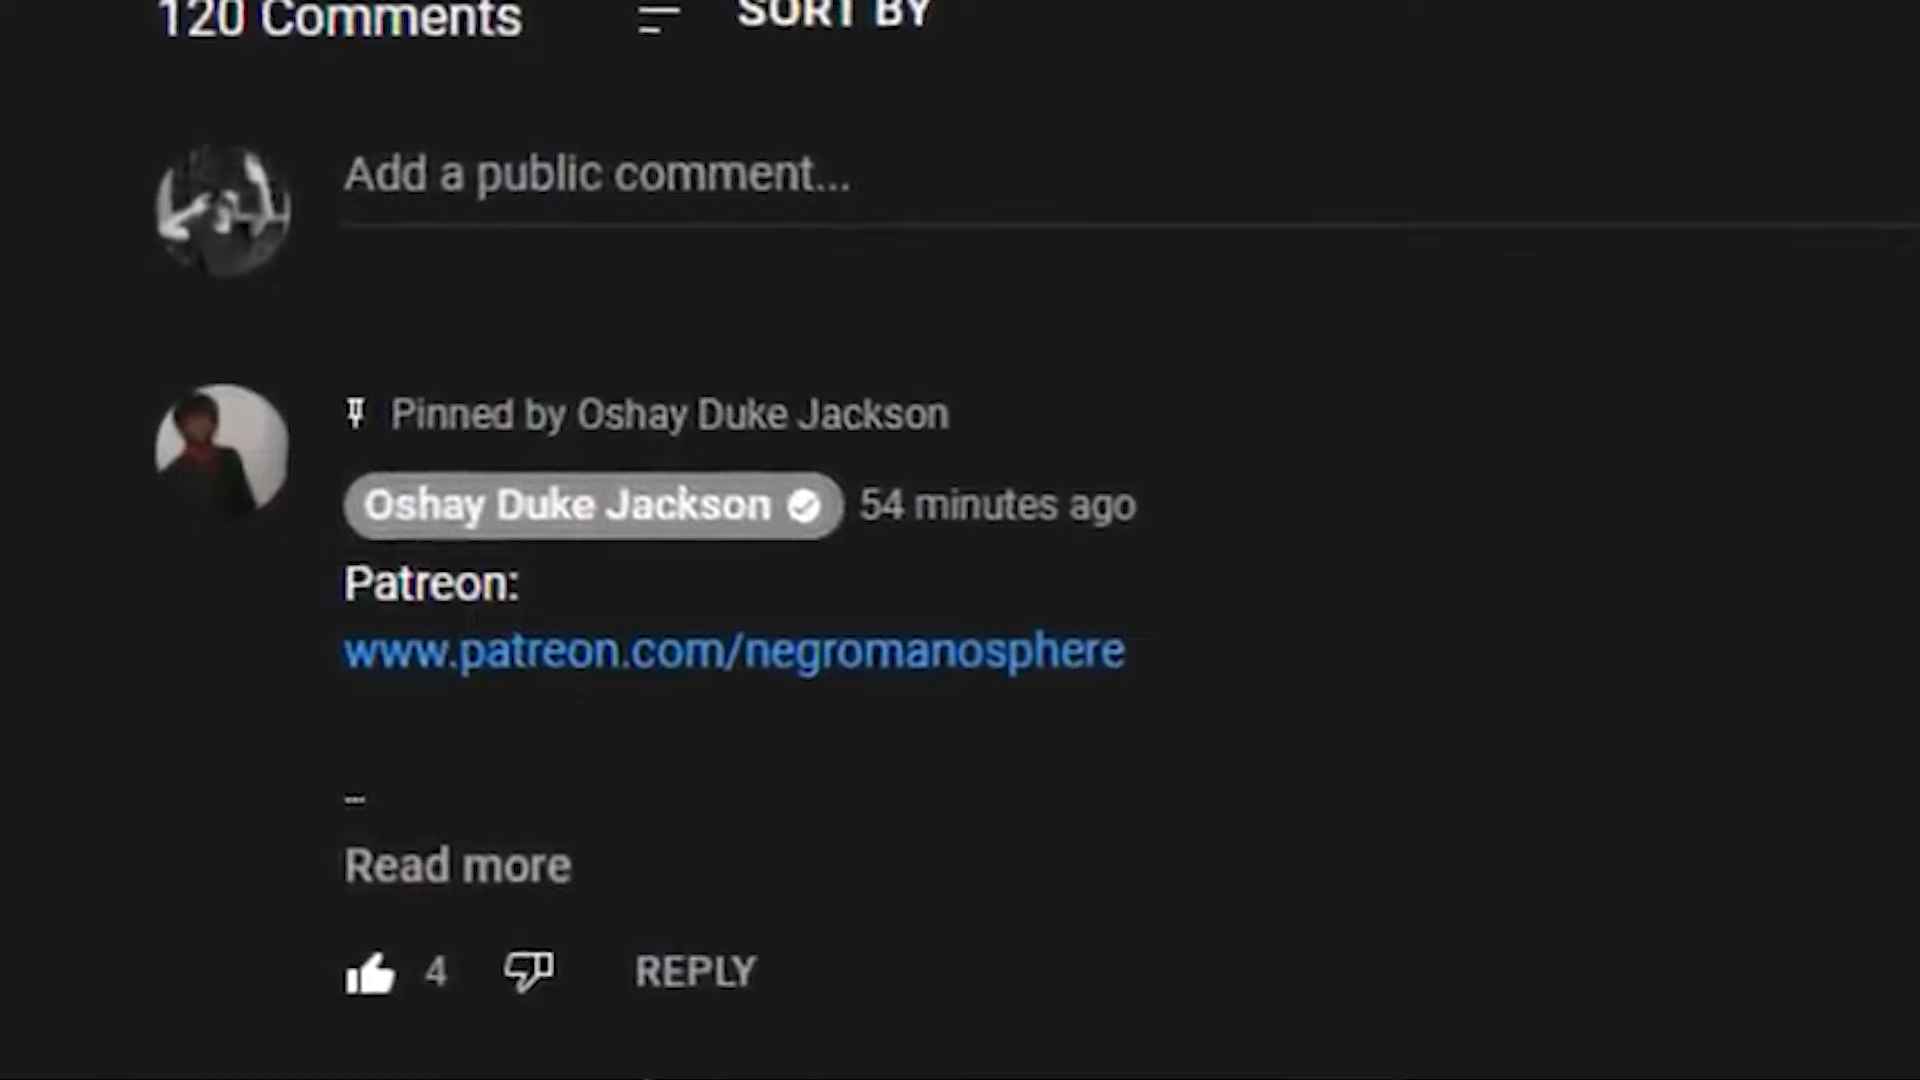 120 Comments
SORT BY
Add a public comment...
Pinned by Oshay Duke Jackson
Oshay Duke Jackson
54 minutes ago
Patreon:
www.patreon.com/negromanosphere
...
Read more
4
REPLY